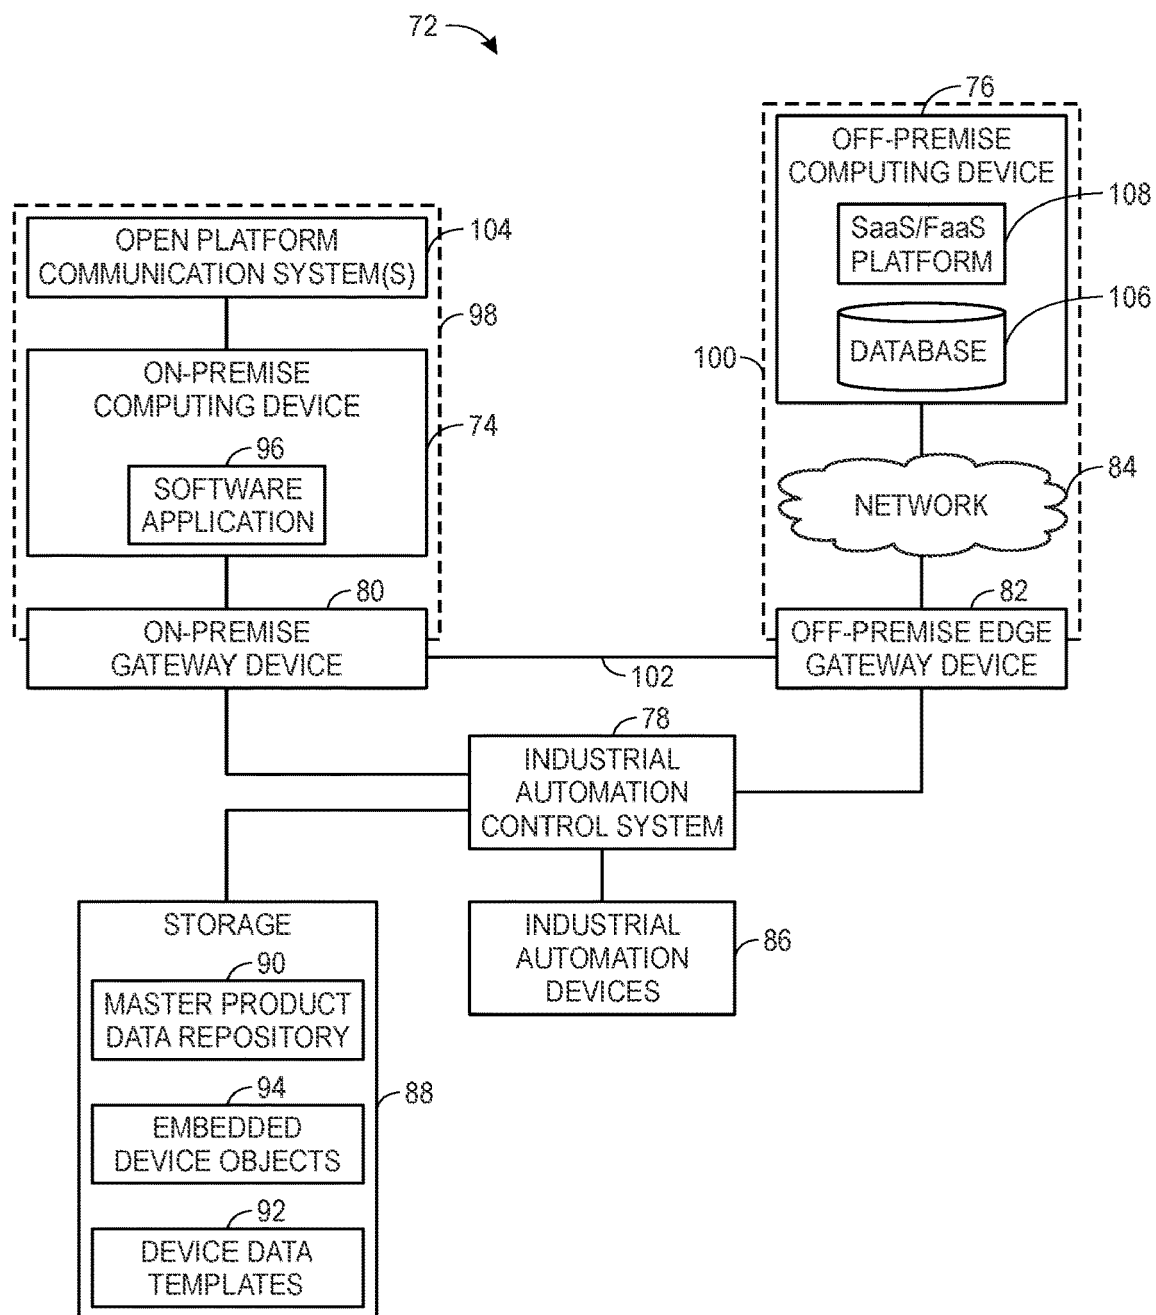 72
76
OFF-PREMISE
COMPUTING DEVICE
SaaS/FaaS
PLATFORM
108
DATABASE
106
100
OPEN PLATFORM
COMMUNICATION SYSTEM(S)
104
98
ON-PREMISE
COMPUTING DEVICE
74
96
SOFTWARE
APPLICATION
NETWORK
84
80
ON-PREMISE
GATEWAY DEVICE
82
OFF-PREMISE EDGE
GATEWAY DEVICE
102
78
INDUSTRIAL
AUTOMATION
CONTROL SYSTEM
INDUSTRIAL
AUTOMATION
DEVICES
86
STORAGE
90
MASTER PRODUCT
DATA REPOSITORY
94
EMBEDDED
DEVICE OBJECTS
88
92
DEVICE DATA
TEMPLATES